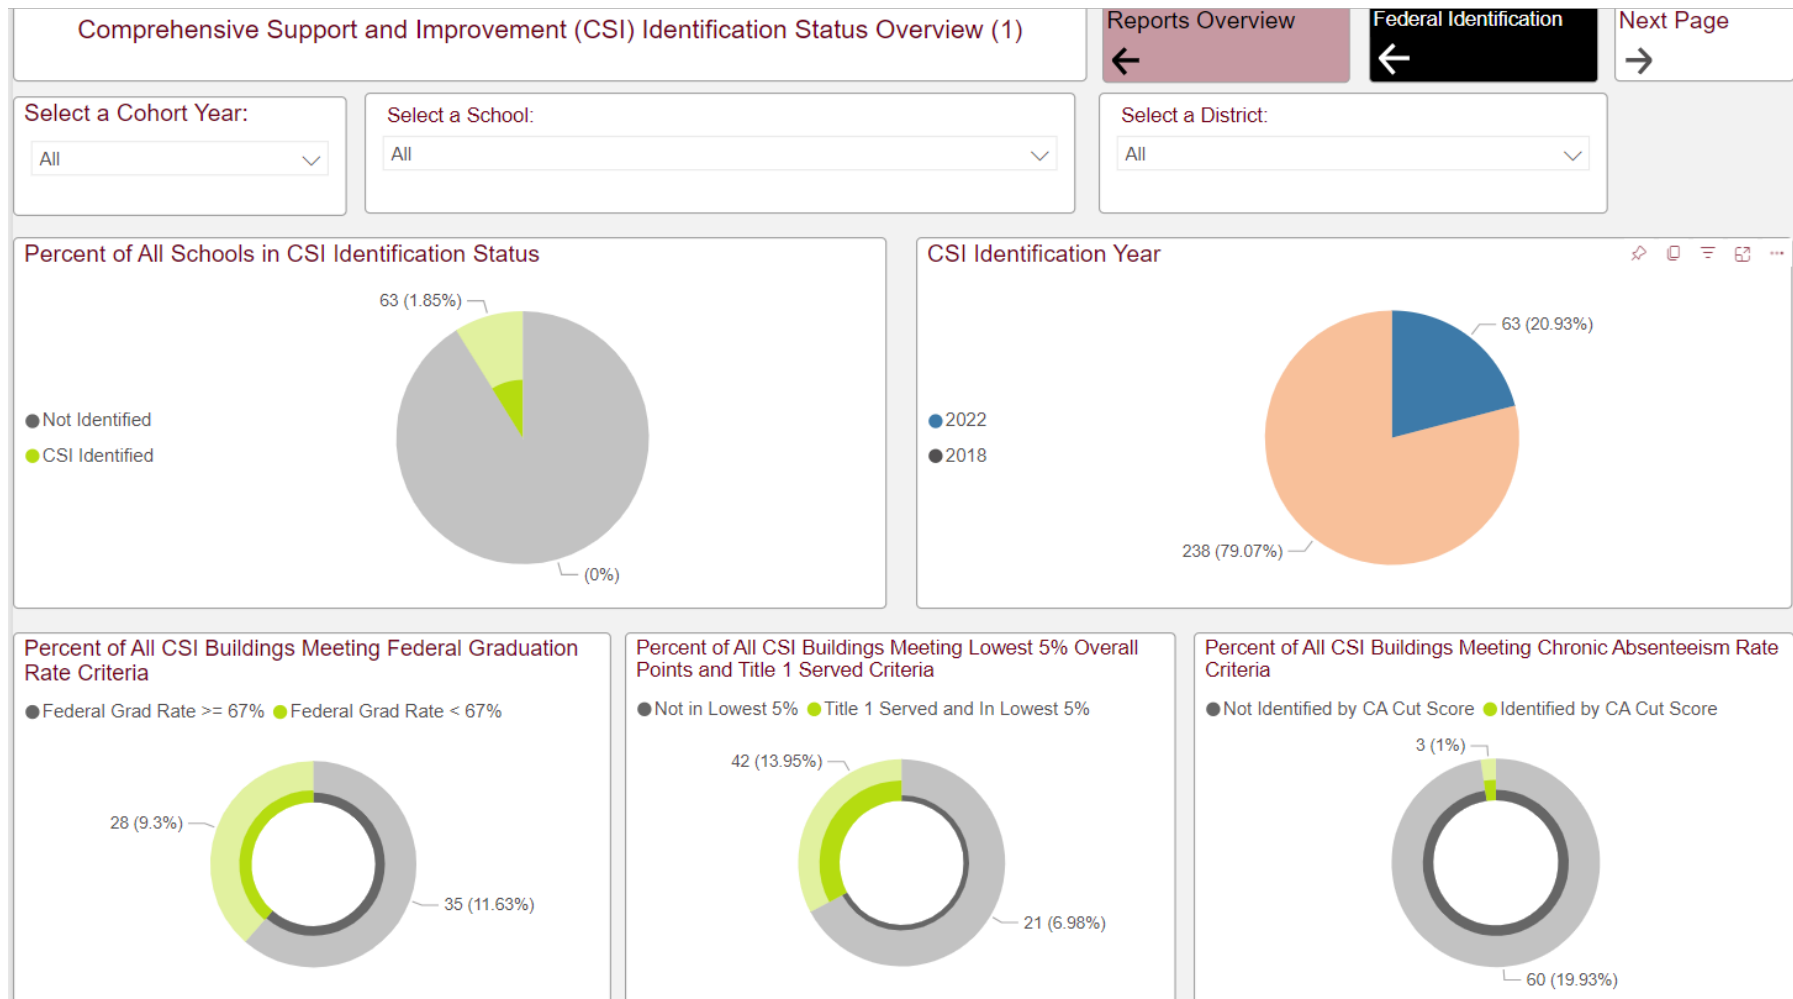 Comprehensive Support and Improvement (CSI) Identification Status Overview (1)
Reports Overview
Federal Identification
Next Page
Select a Cohort Year:
All
Select a School:
All
Select a District:
All
Percent of All Schools in CSI Identification Status
63 (1.85%)
Not Identified
CSI Identified
(0%)
CSI Identification Year
63 (20.93%)
2022
2018
238 (79.07%)
Percent of All CSI Buildings Meeting Federal Graduation
Rate Criteria
Federal Grad Rate >= 67% Federal Grad Rate < 67%
28 (9.3%)
35 (11.63%)
Percent of All CSI Buildings Meeting Lowest 5% Overall
Points and Title 1 Served Criteria
Not in Lowest 5% Title 1 Served and In Lowest 5%
42 (13.95%)
21 (6.98%)
Percent of All CSI Buildings Meeting Chronic Absenteeism Rate
Criteria
Not Identified by CA Cut Score Identified by CA Cut Score
3 (1%)
60 (19.93%)